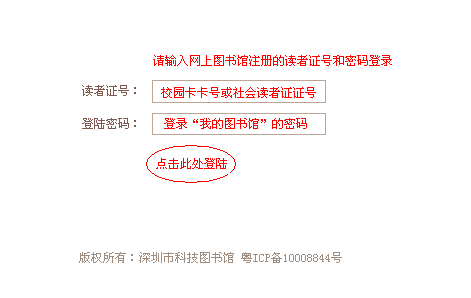 请输入网上图书馆注册的读者证号和密码登录
读者证号： 校园卡卡号或社会读者证证号
登陆密码： 登录“我的图书馆”的密码
点击此处登陆
版权所有：深圳市科技图书馆 粤ICP备10008844号